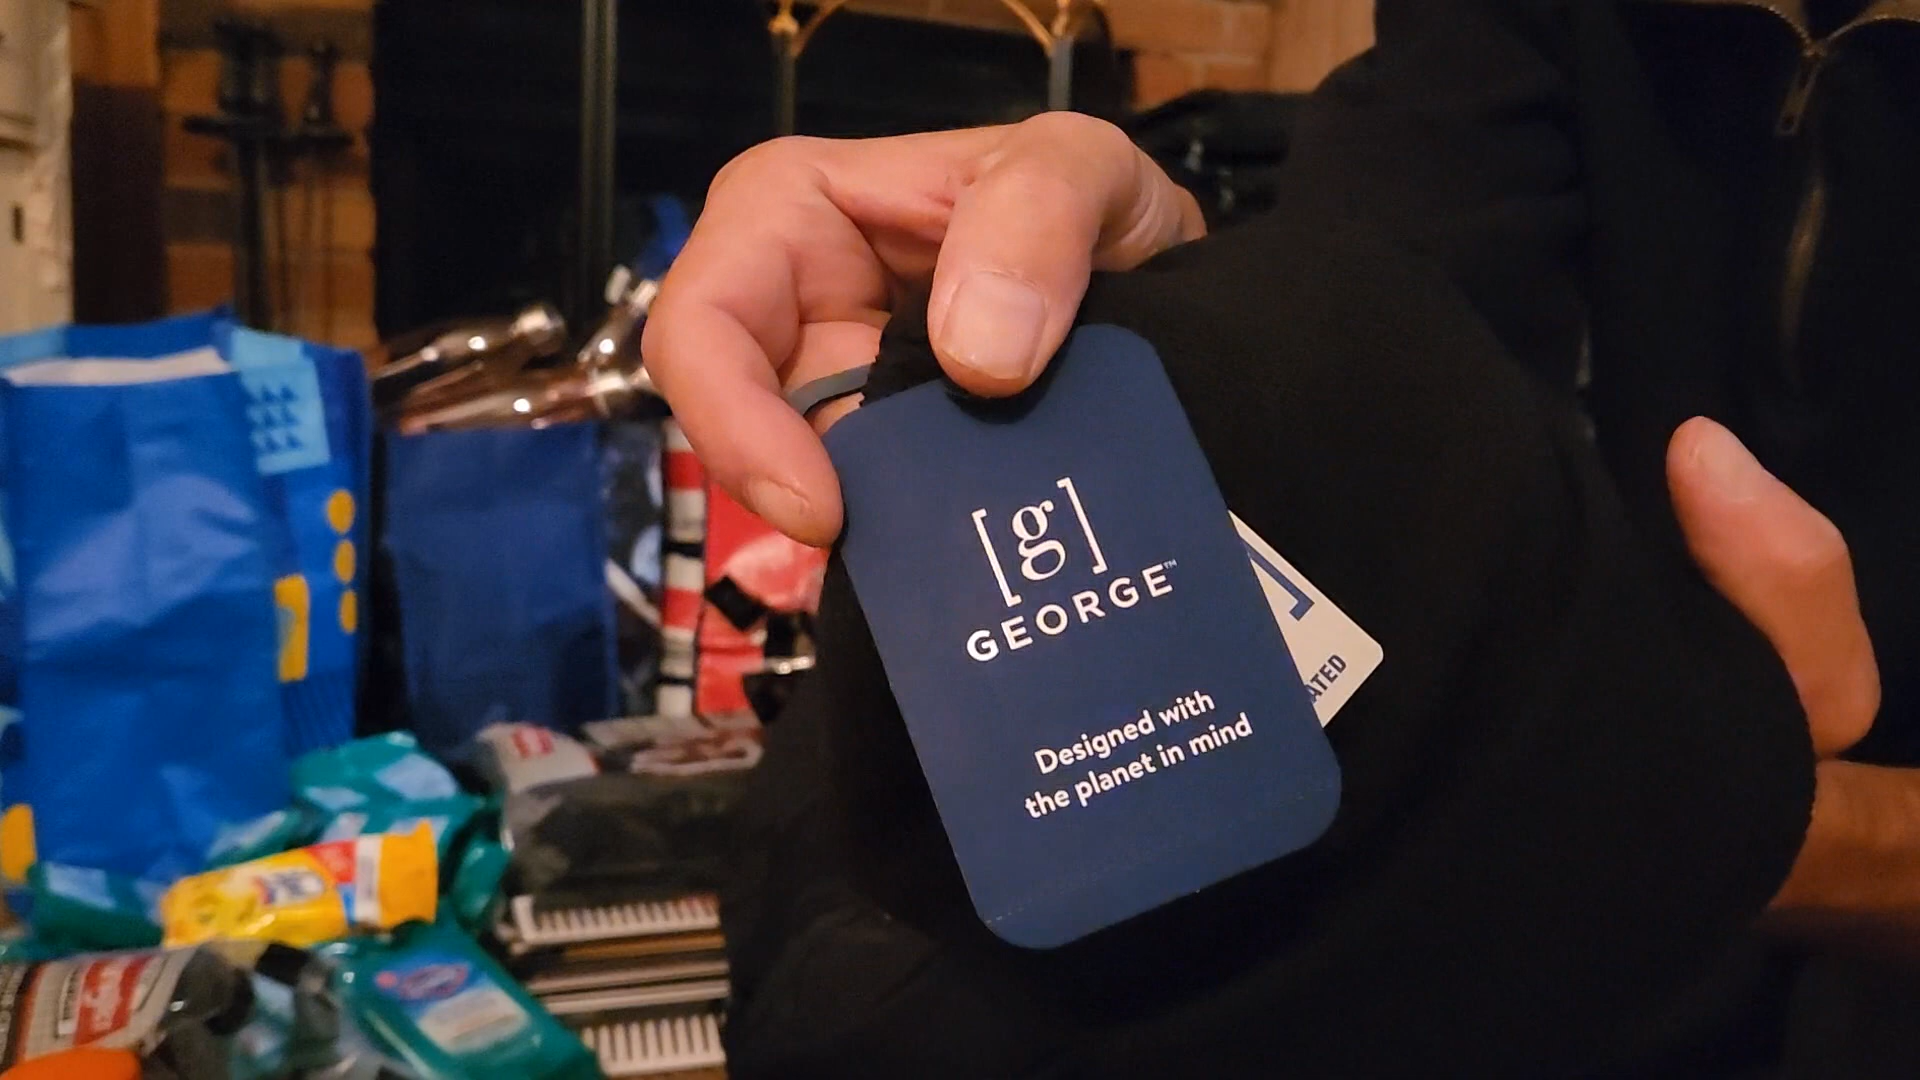 [g]
GEORGE™
Designed with
the planet in mind
ATED